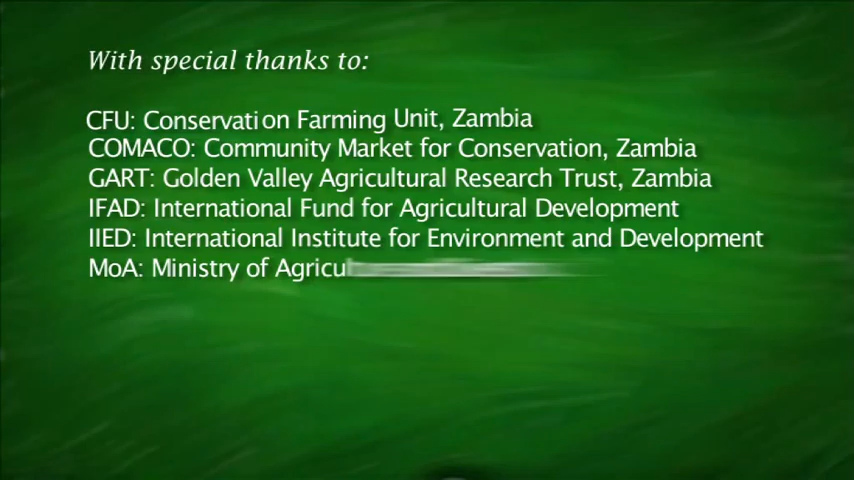 With special thanks to:
CFU: Conservation Farming Unit, Zambia
COMACO: Community Market for Conservation, Zambia
GART: Golden Valley Agricultural Research Trust, Zambia
IFAD: International Fund for Agricultural Development
IIED: International Institute for Environment and Development
MoA: Ministry of